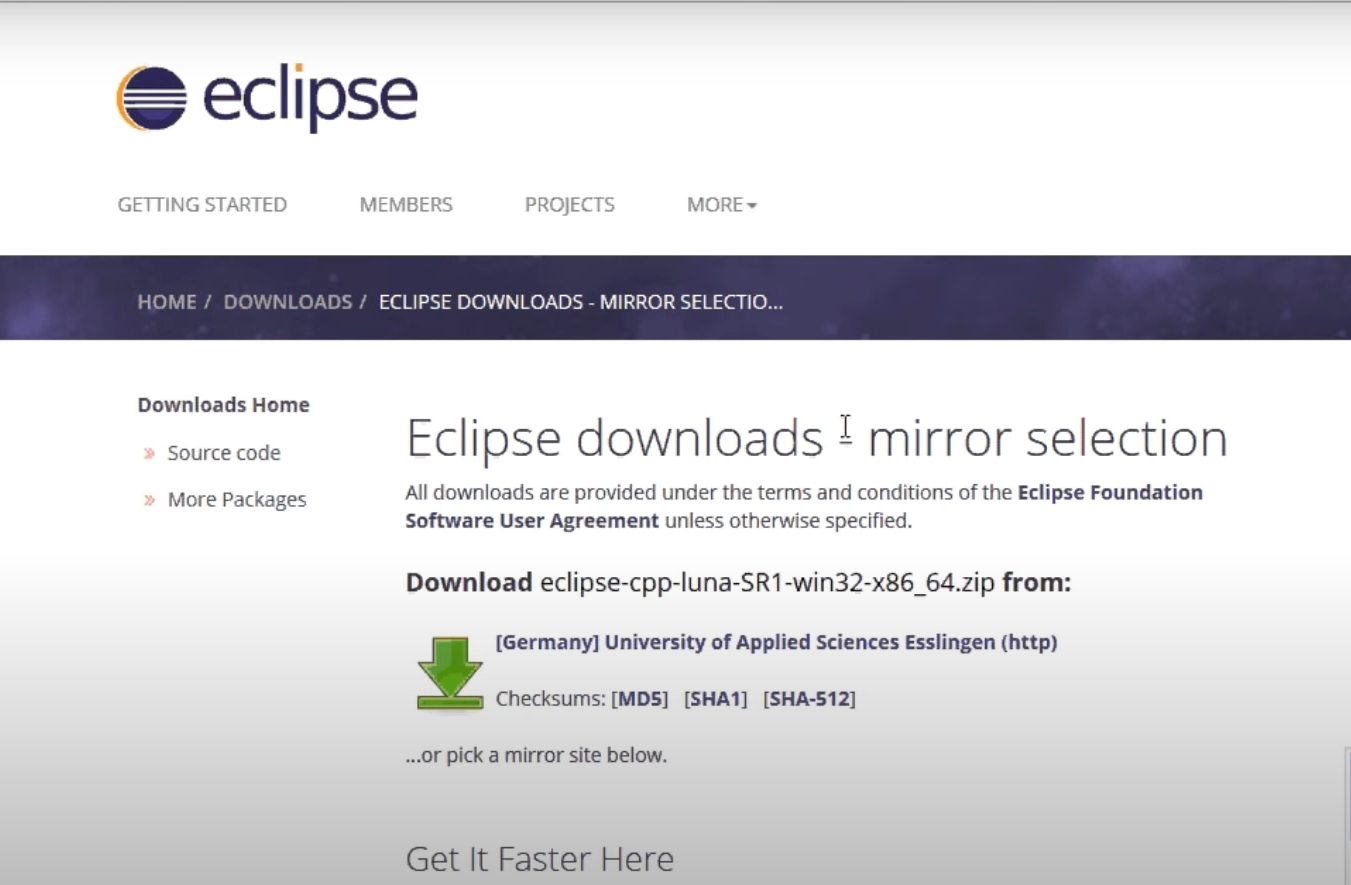 eclipse
GETTING STARTED MEMBERS PROJECTS MORE
HOME / DOWNLOADS / ECLIPSE DOWNLOADS - MIRROR SELECTIO...
Downloads Home
Source code
More Packages
Eclipse downloads - mirror selection
All downloads are provided under the terms and conditions of the Eclipse Foundation
Software User Agreement unless otherwise specified.
Download eclipse-cpp-luna-SR1-win32-x86_64.zip from:
[Germany] University of Applied Sciences Esslingen (http)
Checksums: [MD5] [SHA1] [SHA-512]
...or pick a mirror site below.
Get It Faster Here